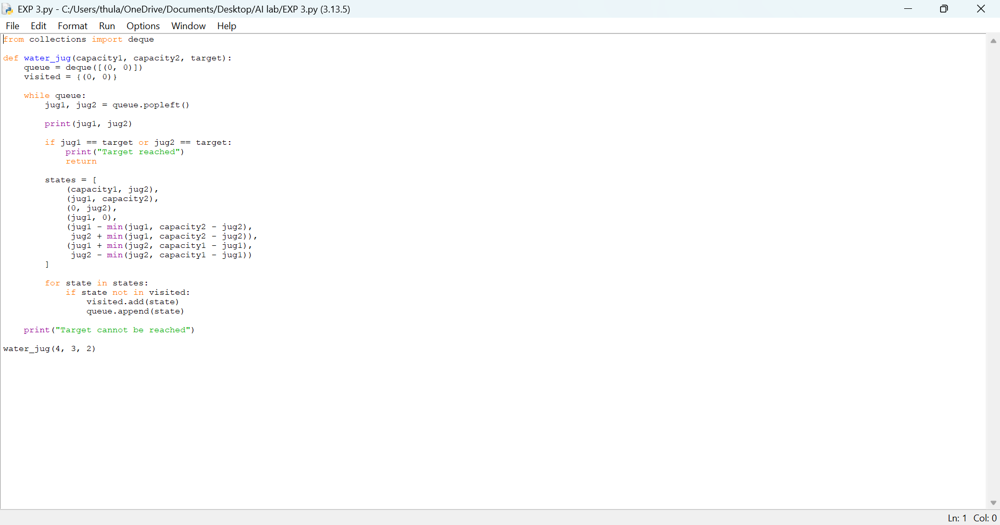 EXP 3.py - C:/Users/thula/OneDrive/Documents/Desktop/AI lab/EXP 3.py (3.13.5)
File Edit Format Run Options Window Help
from collections import deque

def water_jug(capacity1, capacity2, target):
    queue = deque([(0, 0)])
    visited = {(0, 0)}

    while queue:
        jug1, jug2 = queue.popleft()

        print(jug1, jug2)

        if jug1 == target or jug2 == target:
            print("Target reached")
            return

        states = [
            (capacity1, jug2),
            (jug1, capacity2),
            (0, jug2),
            (jug1, 0),
            (jug1 - min(jug1, capacity2 - jug2),
             jug2 + min(jug1, capacity2 - jug2)),
            (jug1 + min(jug2, capacity1 - jug1),
             jug2 - min(jug2, capacity1 - jug1))
        ]

        for state in states:
            if state not in visited:
                visited.add(state)
                queue.append(state)

    print("Target cannot be reached")

water_jug(4, 3, 2)
Ln: 1 Col: 0